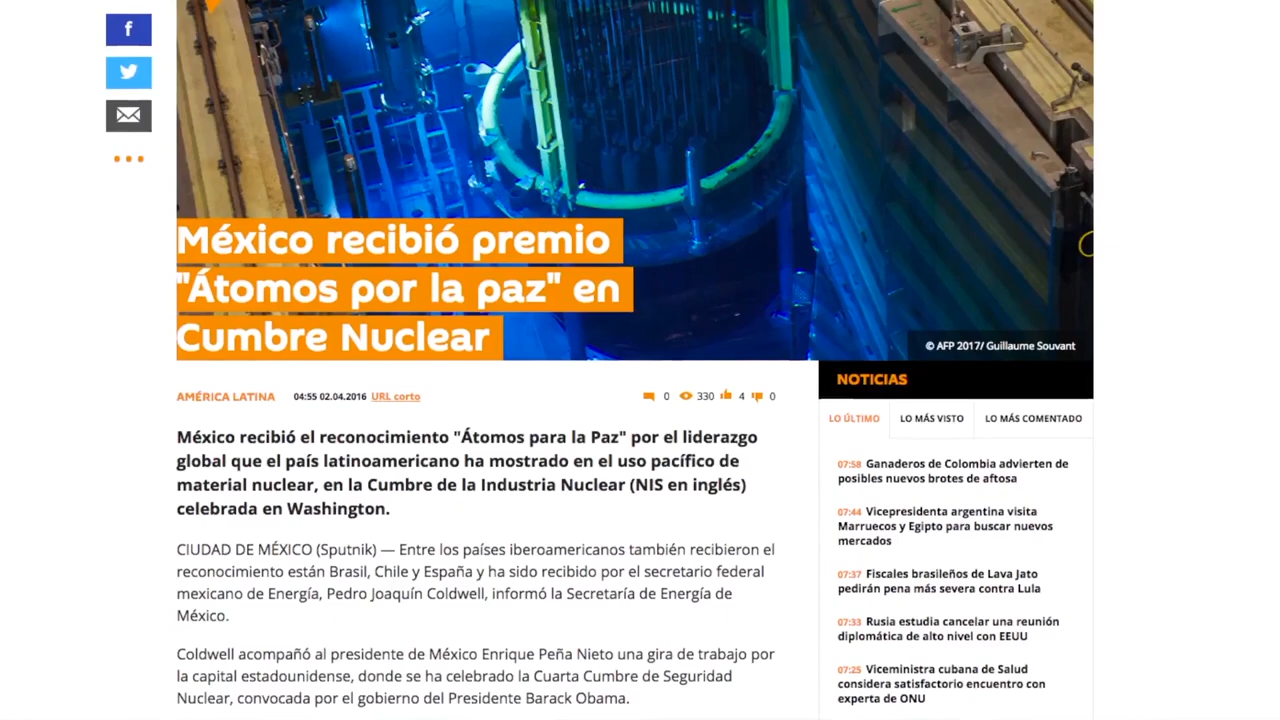 f
México recibió premio
"Átomos por la paz" en
Cumbre Nuclear
© AFP 2017/ Guillaume Souvant
AMÉRICA LATINA 04:55 02.04.2016 URL corto 0 330 4 0
México recibió el reconocimiento "Átomos para la Paz" por el liderazgo
global que el país latinoamericano ha mostrado en el uso pacífico de
material nuclear, en la Cumbre de la Industria Nuclear (NIS en inglés)
celebrada en Washington.
CIUDAD DE MÉXICO (Sputnik) — Entre los países iberoamericanos también recibieron el
reconocimiento están Brasil, Chile y España y ha sido recibido por el secretario federal
mexicano de Energía, Pedro Joaquín Coldwell, informó la Secretaría de Energía de
México.
Coldwell acompañó al presidente de México Enrique Peña Nieto una gira de trabajo por
la capital estadounidense, donde se ha celebrado la Cuarta Cumbre de Seguridad
Nuclear, convocada por el gobierno del Presidente Barack Obama.
NOTICIAS
LO ÚLTIMO LO MÁS VISTO LO MÁS COMENTADO
07:58 Ganaderos de Colombia advierten de
posibles nuevos brotes de aftosa
07:44 Vicepresidenta argentina visita
Marruecos y Egipto para buscar nuevos
mercados
07:37 Fiscales brasileños de Lava Jato
pedirán pena más severa contra Lula
07:33 Rusia estudia cancelar una reunión
diplomática de alto nivel con EEUU
07:25 Viceministra cubana de Salud
considera satisfactorio encuentro con
experta de ONU